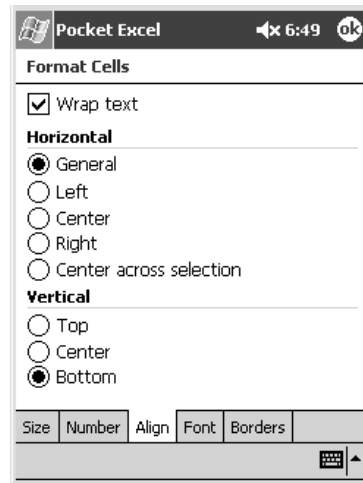 Pocket Excel 6:49 ok
Format Cells
Wrap text
Horizontal
General
Left
Center
Right
Center across selection
Vertical
Top
Center
Bottom
Size Number Align Font Borders